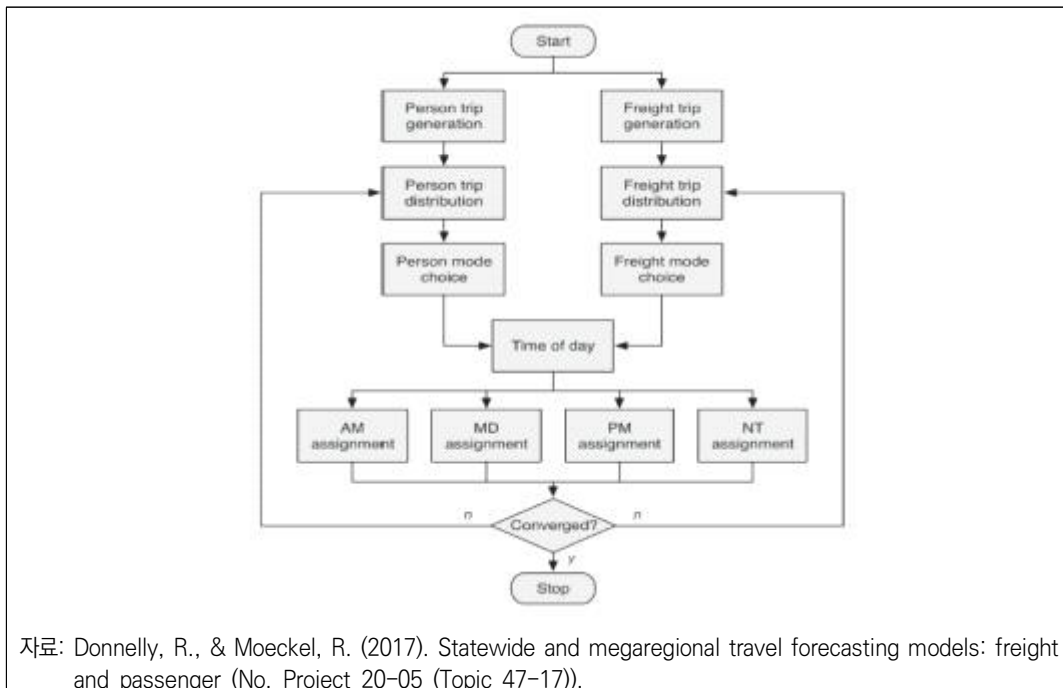 Start
Person trip
generation
Freight trip
generation
Person trip
distribution
Freight trip
distribution
Person mode
choice
Freight mode
choice
Time of day
AM
assignment
MD
assignment
PM
assignment
NT
assignment
n
Converged?
n
y
Stop
자료: Donnelly, R., & Moeckel, R. (2017). Statewide and megaregional travel forecasting models: freight
and passenger (No. Project 20-05 (Topic 47-17)).